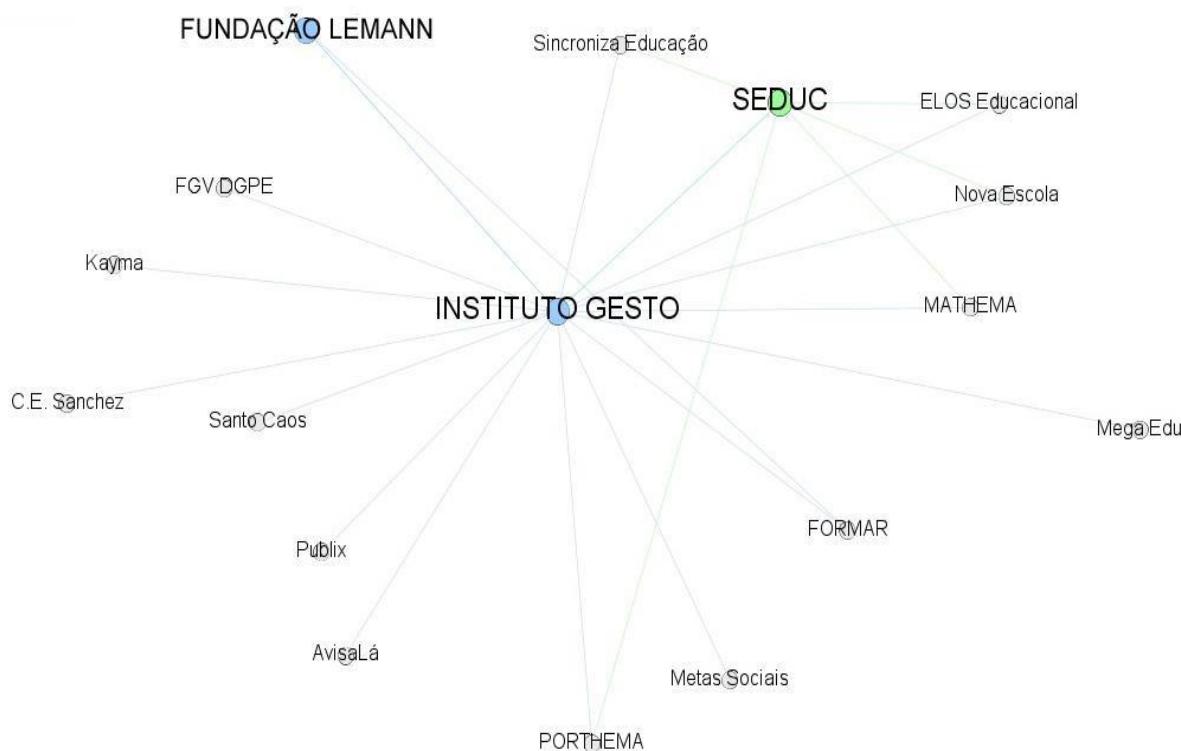 FUNDAÇÃO LEMANN
Sincroniza Educação
SEDUC
ELOS Educacional
FGV DGPE
Nova Escola
Kayma
INSTITUTO GESTO
MATHEMA
C.E. Sanchez
Santo Caos
Mega Edu
FORMAR
Publix
AvisaLá
Metas Sociais
PORTHEMA